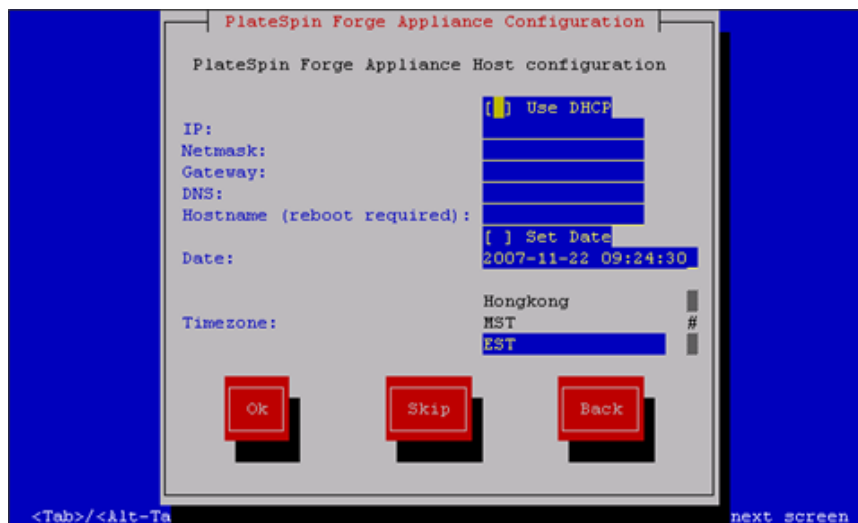 PlateSpin Forge Appliance Configuration
PlateSpin Forge Appliance Host configuration
[ ] Use DHCP
IP:
Netmask:
Gateway:
DNS:
Hostname (reboot required):
[ ] Set Date
Date: 2007-11-22 09:24:30
Hongkong
Timezone: MST #
EST
Ok Skip Back
<Tab>/<Alt-Ta next screen